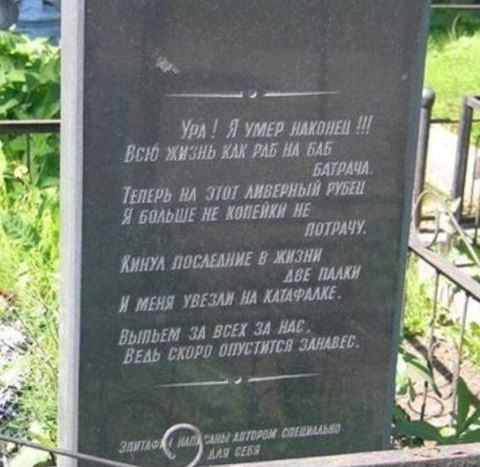 Ура! Я умер наконец!!!
Всю жизнь как раб на баб
батрача.
Теперь на этот ливерный рубец
Я больше не копейки не
потрачу.
Кинул последние в жизни
две палки
И меня увезли на катафалке.
Выпьем за всех за нас,
Ведь скоро опустится занавес.
Эпитафии написаны автором специально
для себя